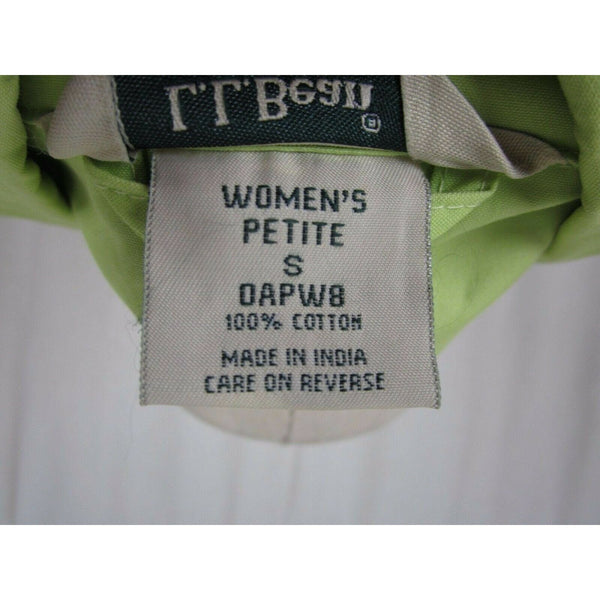 L.L.Bean®
WOMEN'S
PETITE
S
0APW8
100% COTTON
MADE IN INDIA
CARE ON REVERSE